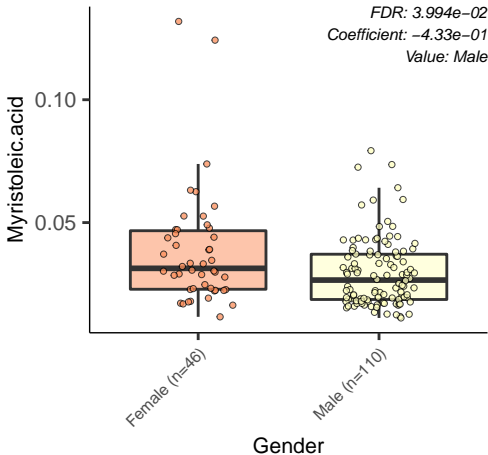 FDR: 3.994e−02
Coefficient: −4.33e−01
Value: Male
Myristoleic.acid
0.10
0.05
Female (n=46)
Male (n=110)
Gender